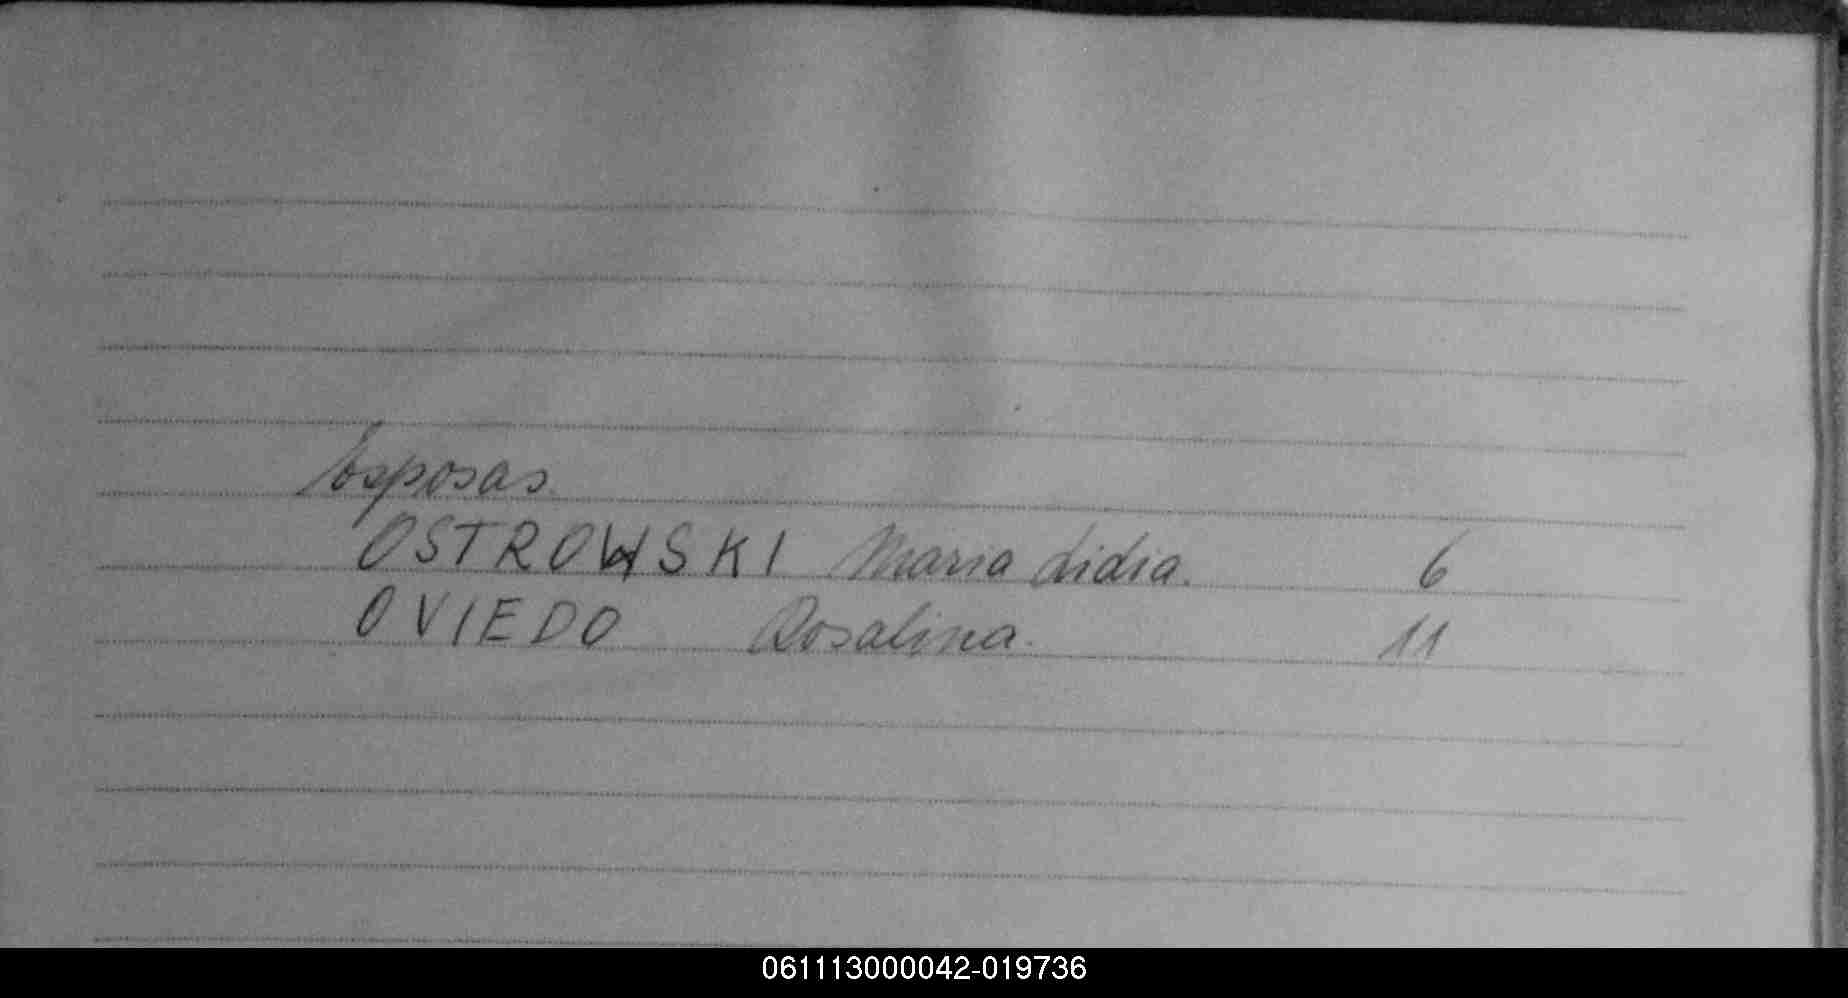 Esposas
OSTROWSKI Maria Lidia. 6
OVIEDO Rosalina. 11
061113000042-019736